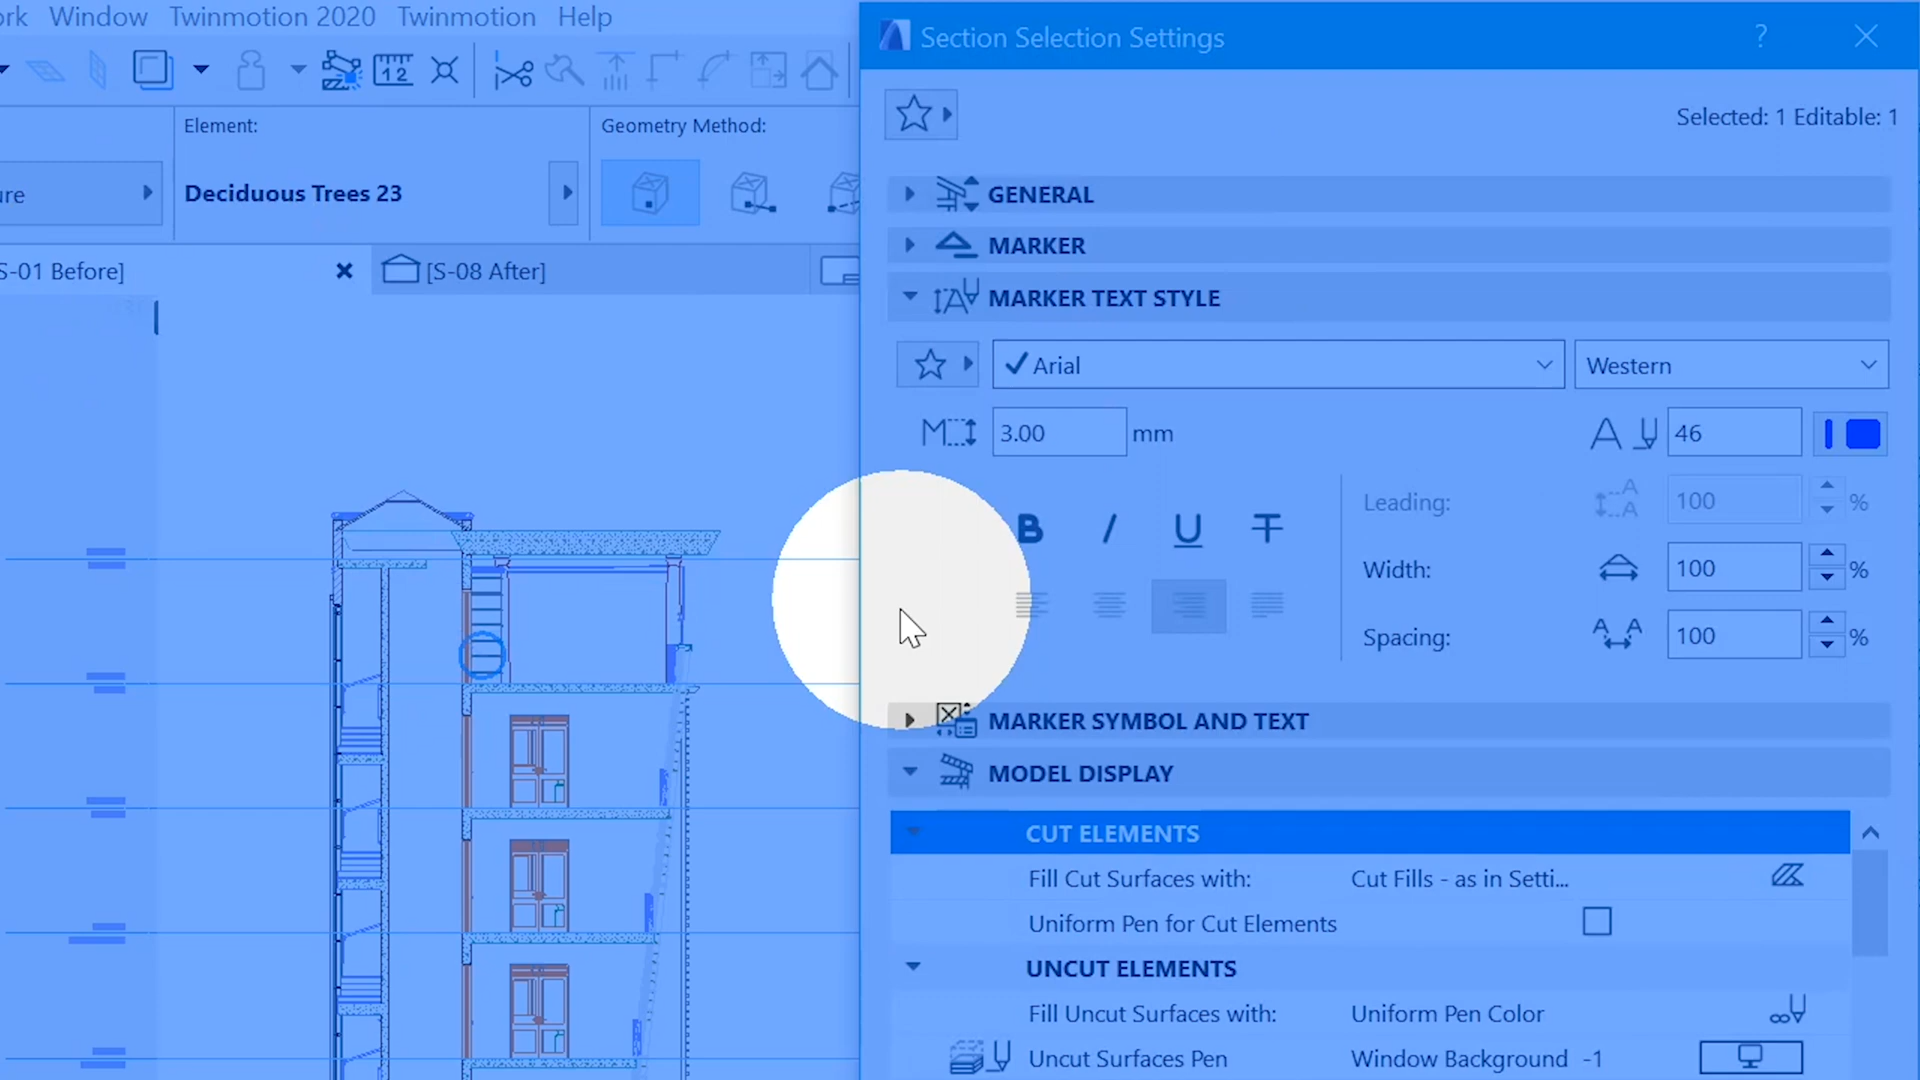 ork Window Twinmotion 2020 Twinmotion Help
Section Selection Settings ?
12
Element:
Geometry Method:
Selected: 1 Editable: 1
ure
Deciduous Trees 23
GENERAL
MARKER
S-01 Before]
[S-08 After]
MARKER TEXT STYLE
Arial
Western
3.00 mm
46
B I U T
Leading: 100 %
Width: 100 %
Spacing: 100 %
MARKER SYMBOL AND TEXT
MODEL DISPLAY
CUT ELEMENTS
Fill Cut Surfaces with: Cut Fills - as in Setti...
Uniform Pen for Cut Elements
UNCUT ELEMENTS
Fill Uncut Surfaces with: Uniform Pen Color
Uncut Surfaces Pen Window Background -1